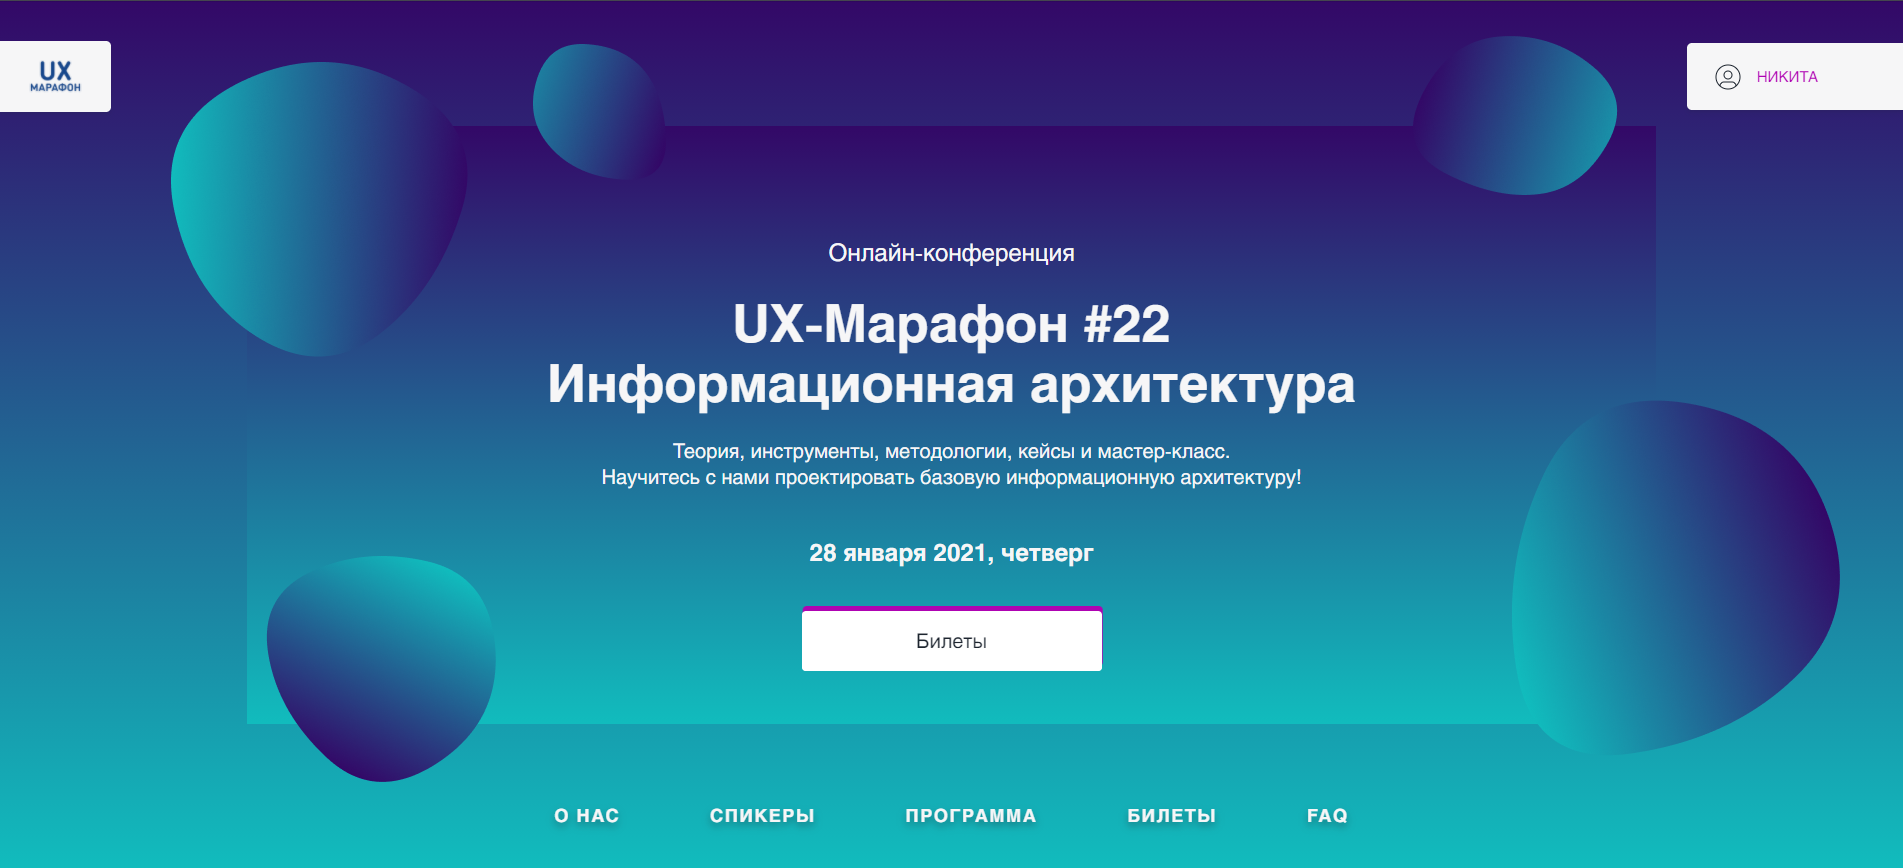 UX
МАРАФОН
НИКИТА
Онлайн-конференция
UX-Марафон #22
Информационная архитектура
Теория, инструменты, методологии, кейсы и мастер-класс.
Научитесь с нами проектировать базовую информационную архитектуру!
28 января 2021, четверг
Билеты
О НАС СПИКЕРЫ ПРОГРАММА БИЛЕТЫ FAQ